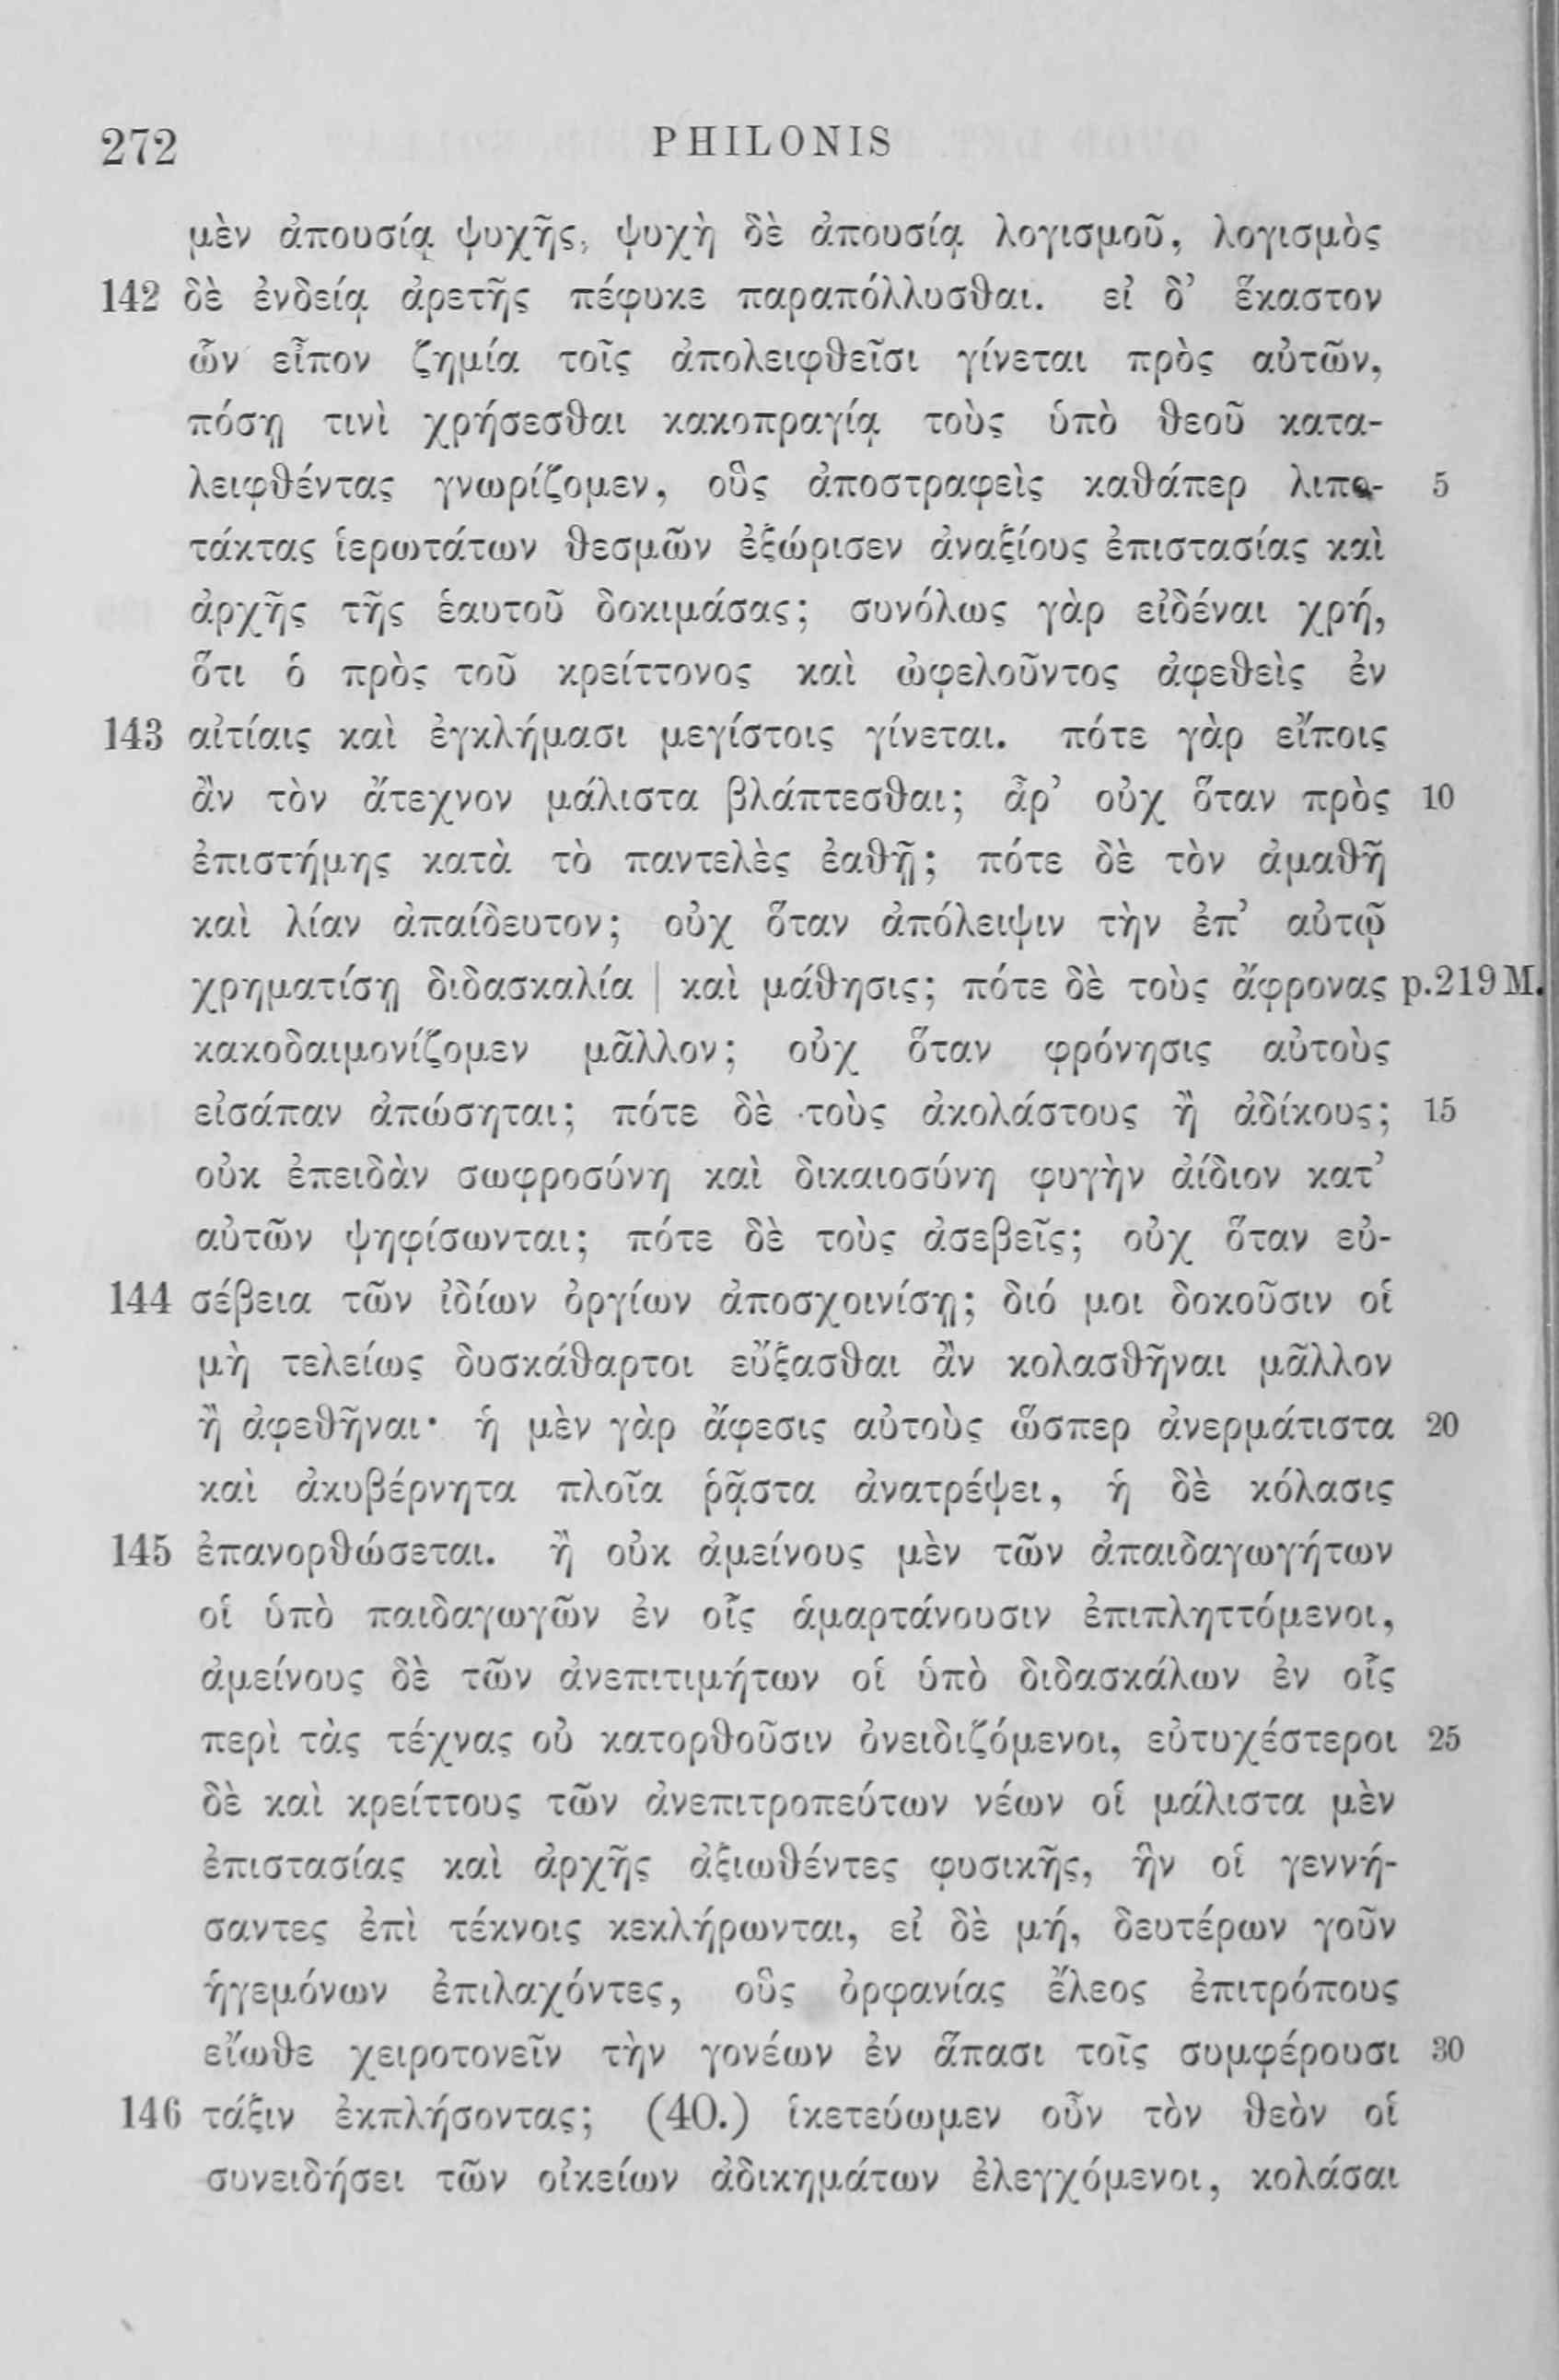 272 PHILONIS
μὲν ἀπουσίᾳ ψυχῆς, ψυχὴ δὲ ἀπουσίᾳ λογισμοῦ, λογισμὸς
142 δὲ ἐνδείᾳ ἀρετῆς πέφυκε παραπόλλυσθαι. εἰ δ’ ἕκαστον
ὧν εἶπον ζημία τοῖς ἀπολειφθεῖσι γίνεται πρὸς αὐτῶν,
πόσῃ τινὶ χρήσεσθαι κακοπραγίᾳ τοὺς ὑπὸ θεοῦ κατα-
λειφθέντας γνωρίζομεν, οὓς ἀποστραφεὶς καθάπερ λιπο- 5
τάκτας ἱερωτάτων θεσμῶν ἐξώρισεν ἀναξίους ἐπιστασίας καὶ
ἀρχῆς τῆς ἑαυτοῦ δοκιμάσας; συνόλως γὰρ εἰδέναι χρή,
ὅτι ὁ πρὸς τοῦ κρείττονος καὶ ὠφελοῦντος ἀφεθεὶς ἐν
143 αἰτίαις καὶ ἐγκλήμασι μεγίστοις γίνεται. πότε γὰρ εἴποις
ἂν τὸν ἄτεχνον μάλιστα βλάπτεσθαι; ἆρ’ οὐχ ὅταν πρὸς 10
ἐπιστήμης κατὰ τὸ παντελὲς ἐαθῇ; πότε δὲ τὸν ἀμαθῆ
καὶ λίαν ἀπαίδευτον; οὐχ ὅταν ἀπόλειψιν τὴν ἐπ’ αὐτῷ
χρηματίσῃ διδασκαλία | καὶ μάθησις; πότε δὲ τοὺς ἄφρονας p.219 M.
κακοδαιμονίζομεν μᾶλλον; οὐχ ὅταν φρόνησις αὐτοὺς
εἰσάπαν ἀπώσηται; πότε δὲ τοὺς ἀκολάστους ἢ ἀδίκους; 15
οὐκ ἐπειδὰν σωφροσύνη καὶ δικαιοσύνη φυγὴν ἀίδιον κατ’
αὐτῶν ψηφίσωνται; πότε δὲ τοὺς ἀσεβεῖς; οὐχ ὅταν εὐ-
144 σέβεια τῶν ἰδίων ὀργίων ἀποσχοινίσῃ; διό μοι δοκοῦσιν οἱ
μὴ τελείως δυσκάθαρτοι εὔξασθαι ἂν κολασθῆναι μᾶλλον
ἢ ἀφεθῆναι· ἡ μὲν γὰρ ἄφεσις αὐτοὺς ὥσπερ ἀνερμάτιστα 20
καὶ ἀκυβέρνητα πλοῖα ῥᾷστα ἀνατρέψει, ἡ δὲ κόλασις
145 ἐπανορθώσεται. ἢ οὐκ ἀμείνους μὲν τῶν ἀπαιδαγωγήτων
οἱ ὑπὸ παιδαγωγῶν ἐν οἷς ἁμαρτάνουσιν ἐπιπληττόμενοι,
ἀμείνους δὲ τῶν ἀνεπιτιμήτων οἱ ὑπὸ διδασκάλων ἐν οἷς
περὶ τὰς τέχνας οὐ κατορθοῦσιν ὀνειδιζόμενοι, εὐτυχέστεροι 25
δὲ καὶ κρείττους τῶν ἀνεπιτροπεύτων νέων οἱ μάλιστα μὲν
ἐπιστασίας καὶ ἀρχῆς ἀξιωθέντες φυσικῆς, ἣν οἱ γεννή-
σαντες ἐπὶ τέκνοις κεκλήρωνται, εἰ δὲ μή, δευτέρων γοῦν
ἡγεμόνων ἐπιλαχόντες, οὓς ὀρφανίας ἔλεος ἐπιτρόπους
εἴωθε χειροτονεῖν τὴν γονέων ἐν ἅπασι τοῖς συμφέρουσι 30
146 τάξιν ἐκπλήσοντας; (40.) ἱκετεύωμεν οὖν τὸν θεὸν οἱ
συνειδήσει τῶν οἰκείων ἀδικημάτων ἐλεγχόμενοι, κολάσαι